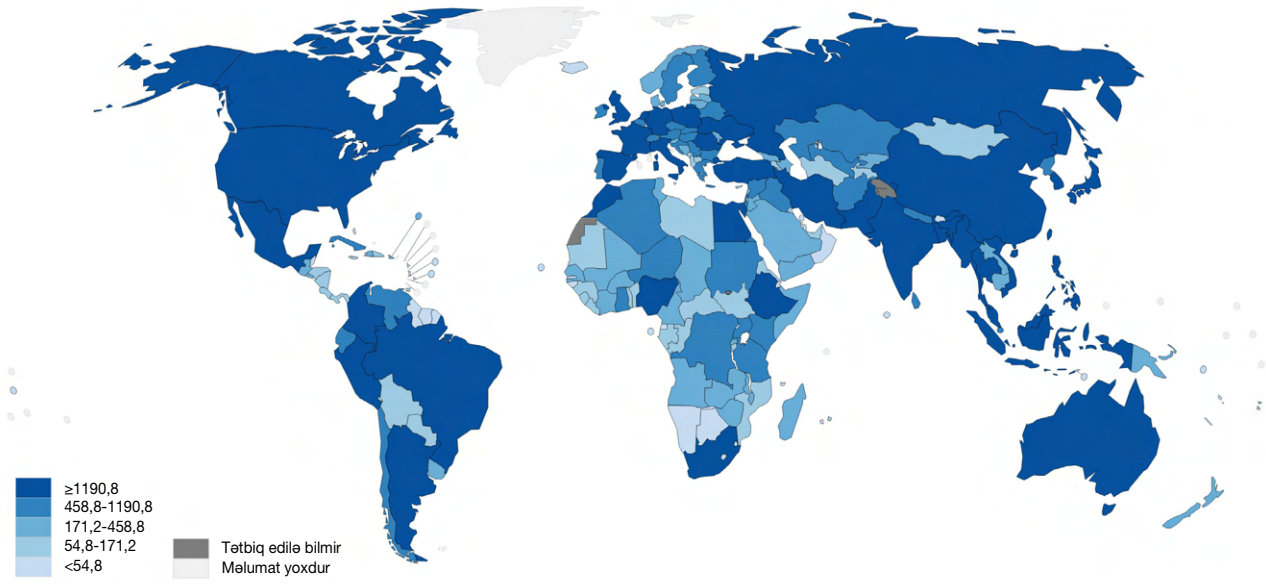 ≥1190,8
458,8-1190,8
171,2-458,8
54,8-171,2
<54,8
Tətbiq edilə bilmir
Məlumat yoxdur